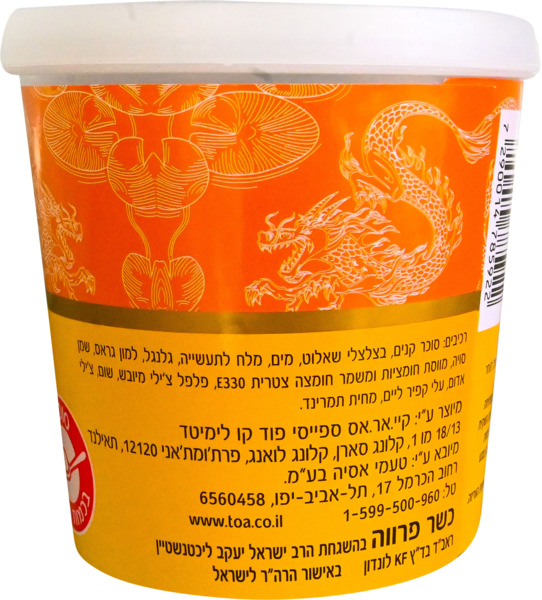 רכיבים: סוכר קנים, בצלצלי שאלוט, מים, מלח לתעשייה, גלנגל, למון גראס, שמן
סויה, מווסת חומציות ומשמר חומצה צטרית E330, פלפל צ'ילי מיובש, שום, צ'ילי
אדום, עלי קפיר ליים, מחית תמרינד.
מיוצר ע"י: קיי.אר.אס ספייסי פוד קו לימיטד
18/13 מו 1, קלונג סארן, קלונג לואנג, פרת'ומת'אני 12120, תאילנד
מיובא ע"י: טעמי אסיה בע"מ.
רחוב הכרמל 17, תל-אביב-יפו, 6560458
טל: 1-599-500-960
www.toa.co.il
כשר פרווה בהשגחת הרב ישראל יעקב ליכטנשטיין
ראב"ד בד"ץ KF לונדון באישור הרה"ר לישראל
7 290014 785922